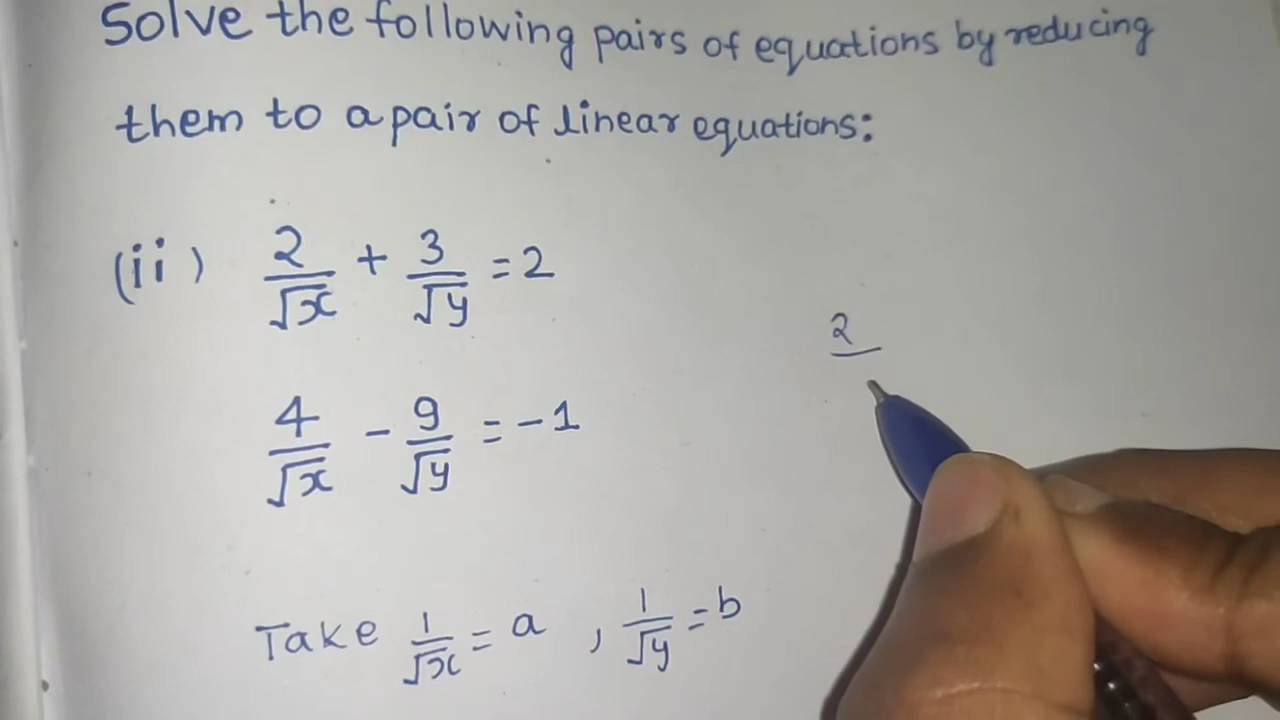 Solve the following pairs of equations by reducing
them to a pair of linear equations:
(ii) 2/√x + 3/√y = 2
2
4/√x - 9/√y = -1
Take 1/√x = a , 1/√y = b